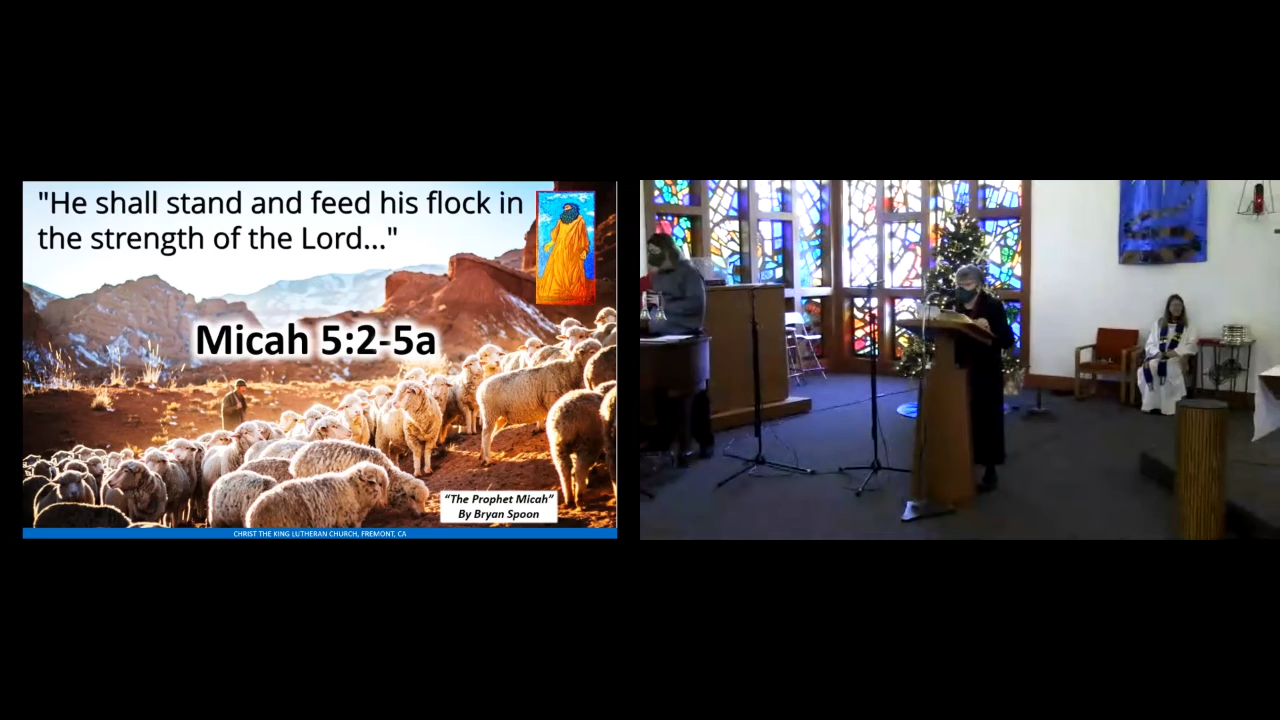 "He shall stand and feed his flock in
the strength of the Lord..."
Micah 5:2-5a
"The Prophet Micah"
By Bryan Spoon
CHRIST THE KING LUTHERAN CHURCH, FREMONT, CA